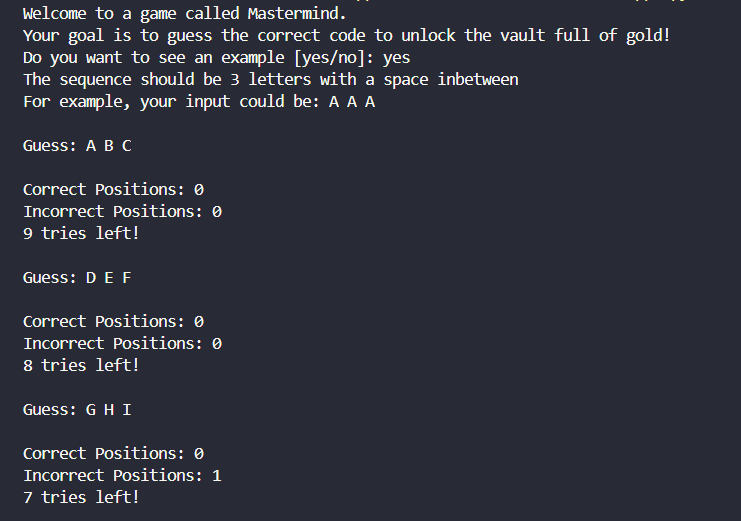 Welcome to a game called Mastermind.
Your goal is to guess the correct code to unlock the vault full of gold!
Do you want to see an example [yes/no]: yes
The sequence should be 3 letters with a space inbetween
For example, your input could be: A A A
Guess: A B C
Correct Positions: 0
Incorrect Positions: 0
9 tries left!
Guess: D E F
Correct Positions: 0
Incorrect Positions: 0
8 tries left!
Guess: G H I
Correct Positions: 0
Incorrect Positions: 1
7 tries left!